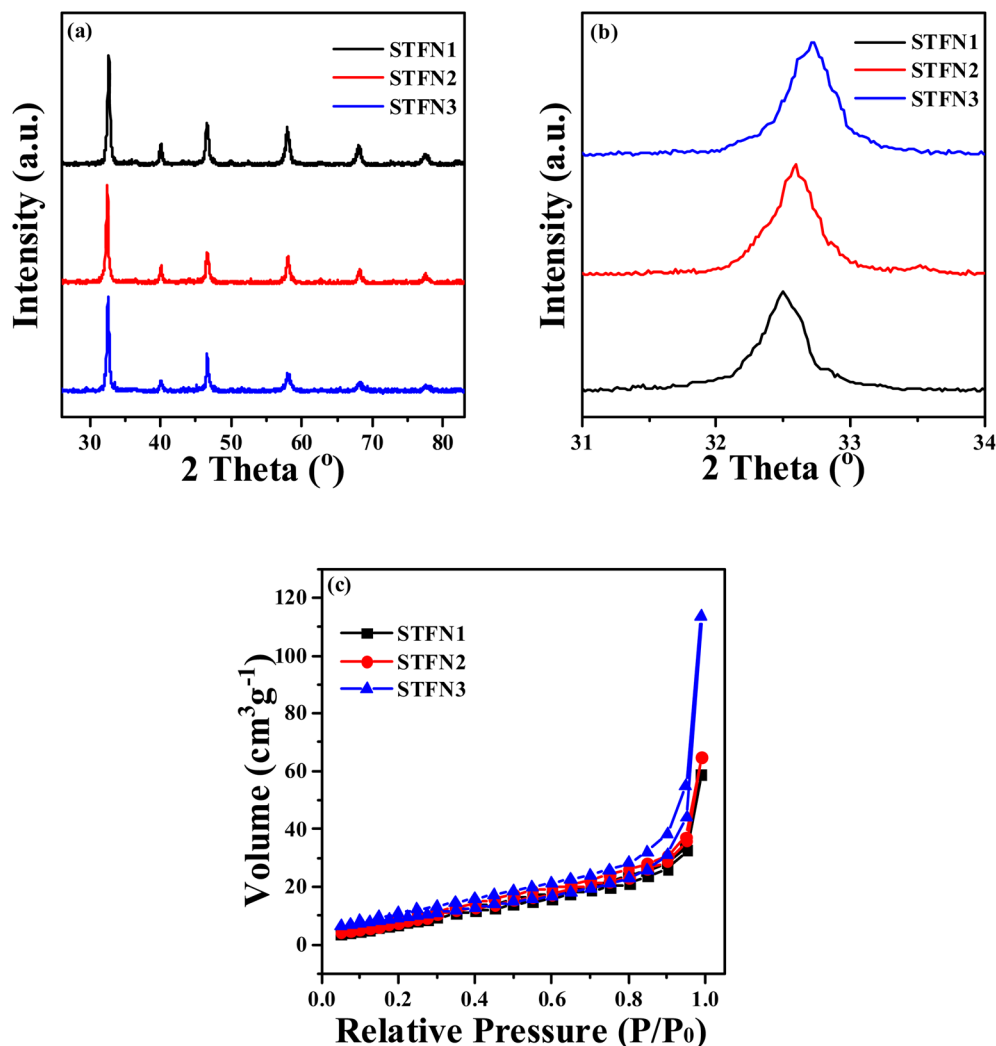 (a)
STFN1
STFN2
STFN3
Intensity (a.u.)
30 40 50 60 70 80
2 Theta (°)
(b)
STFN1
STFN2
STFN3
Intensity (a.u.)
31 32 33 34
2 Theta (°)
(c)
STFN1
STFN2
STFN3
120
100
80
60
40
20
0
Volume (cm³g⁻¹)
0.0 0.2 0.4 0.6 0.8 1.0
Relative Pressure (P/P₀)